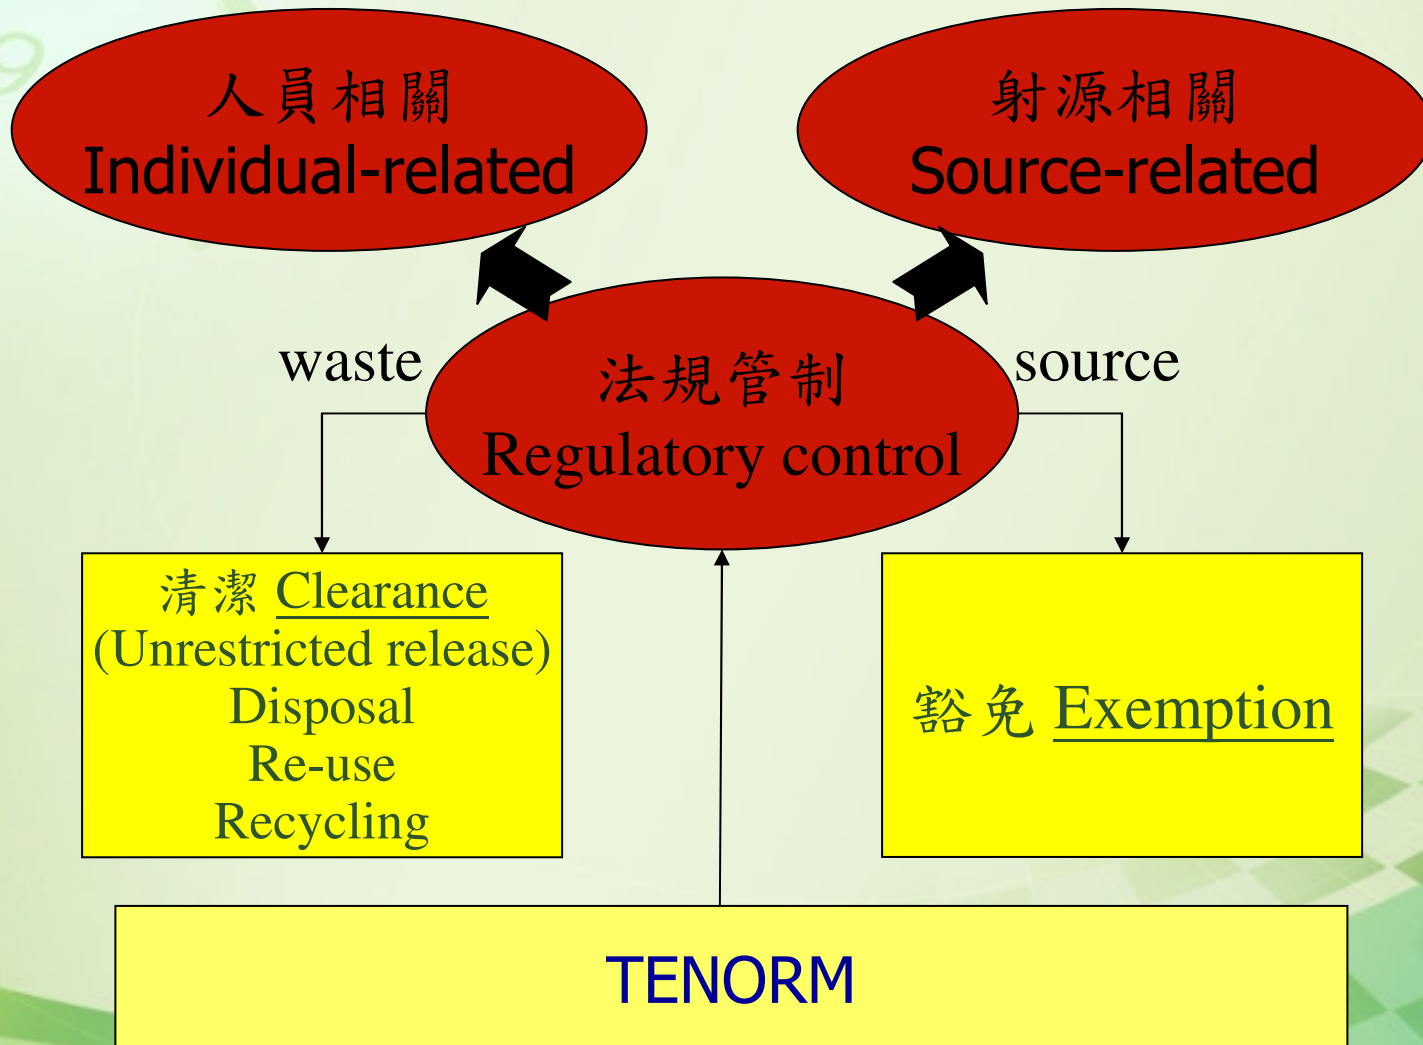 人員相關
Individual-related
射源相關
Source-related
waste
法規管制
Regulatory control
source
清潔 Clearance
(Unrestricted release)
Disposal
Re-use
Recycling
豁免 Exemption
TENORM